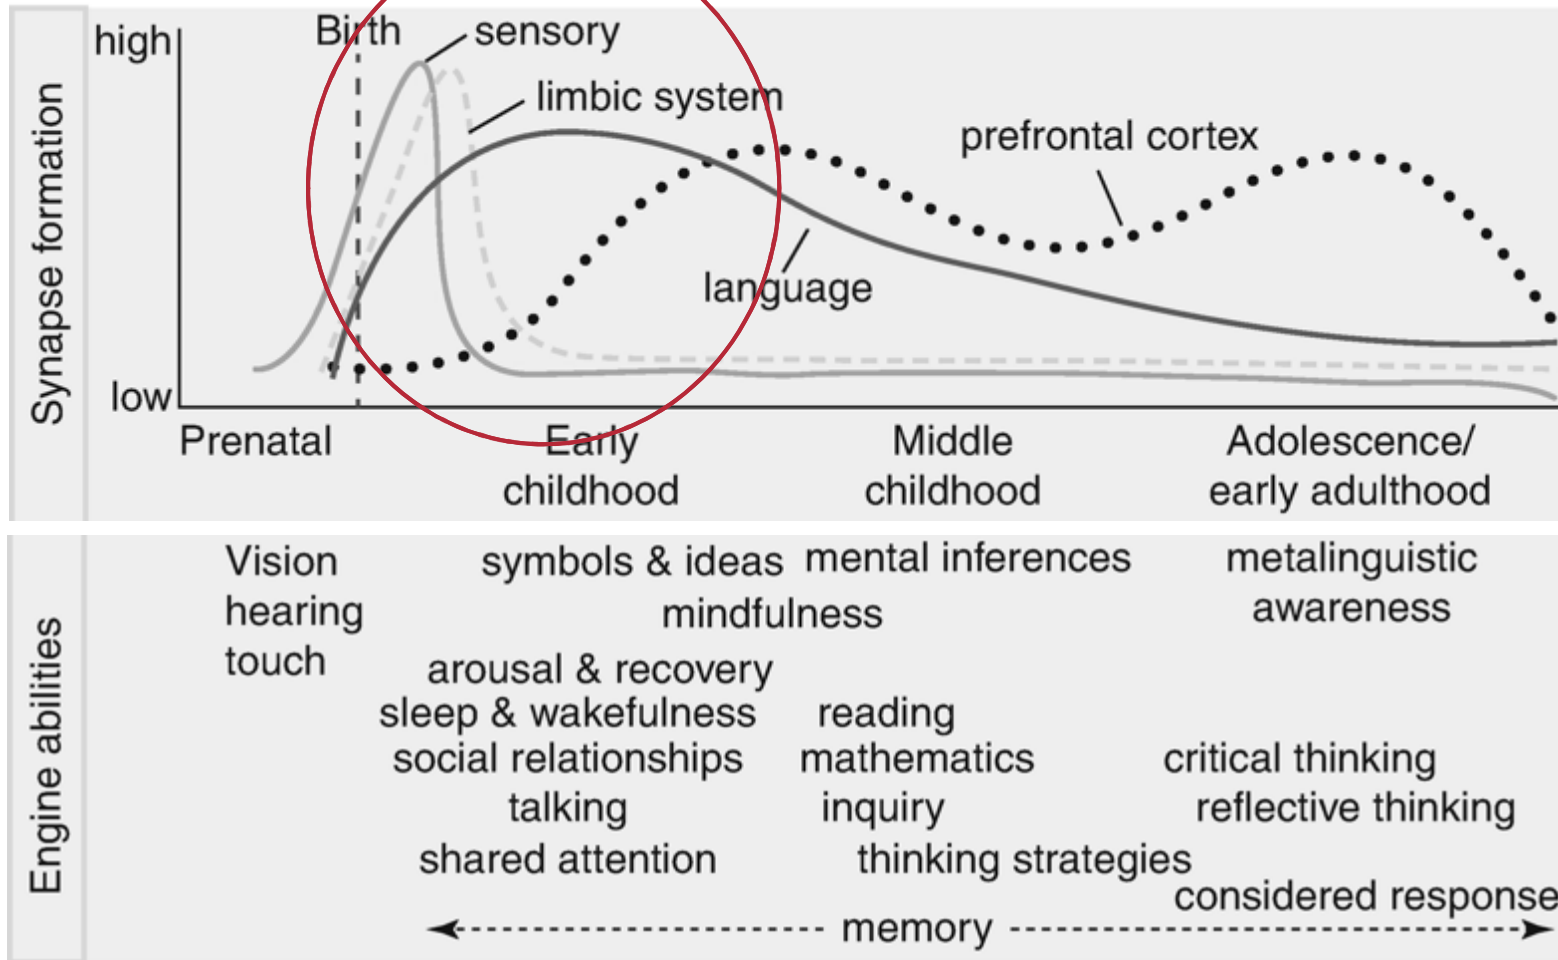 high
Birth
sensory
limbic system
prefrontal cortex
language
Synapse formation
low
Prenatal
Early
childhood
Middle
childhood
Adolescence/
early adulthood
Engine abilities
Vision
hearing
touch
symbols & ideas
mental inferences
metalinguistic
awareness
mindfulness
arousal & recovery
sleep & wakefulness
reading
social relationships
mathematics
critical thinking
talking
inquiry
reflective thinking
shared attention
thinking strategies
considered response
memory